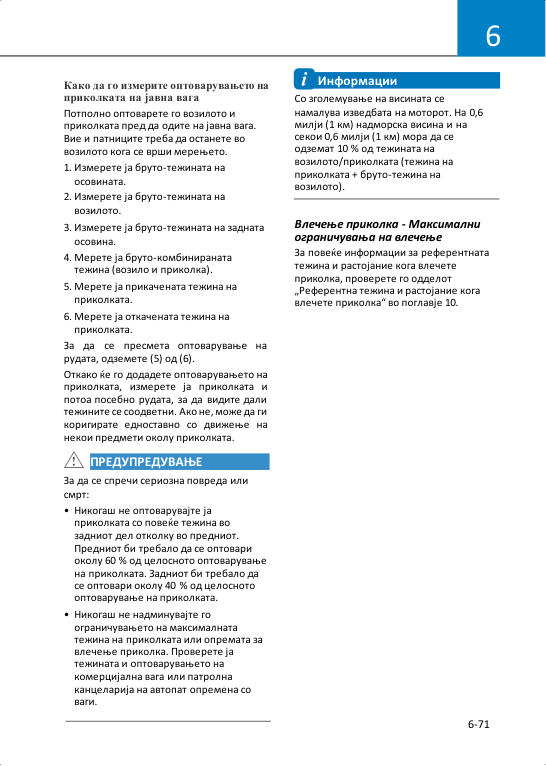 6
Како да го измерите оптоварувањето на
приколката на јавна вага
Потполно оптоварете го возилото и
приколката пред да одите на јавна вага.
Вие и патниците треба да останете во
возилото кога се врши мерењето.
1. Измерете ја бруто-тежината на
осовината.
2. Измерете ја бруто-тежината на
возилото.
3. Измерете ја бруто-тежината на задната
осовина.
4. Мерете ја бруто-комбинираната
тежина (возило и приколка).
5. Мерете ја прикачената тежина на
приколката.
6. Мерете ја откачената тежина на
приколката.
За да се пресмета оптоварување на
рудата, одземете (5) од (6).
Откако ќе го додадете оптоварувањето на
приколката, измерете ја приколката и
потоа посебно рудата, за да видите дали
тежините се соодветни. Ако не, може да ги
коригирате едноставно со движење на
некои предмети околу приколката.
ПРЕДУПРЕДУВАЊЕ
За да се спречи сериозна повреда или
смрт:
• Никогаш не оптоварувајте ја
приколката со повеќе тежина во
задниот дел отколку во предниот.
Предниот би требало да се оптовари
околу 60 % од целосното оптоварување
на приколката. Задниот би требало да
се оптовари околу 40 % од целосното
оптоварување на приколката.
• Никогаш не надминувајте го
ограничувањето на максималната
тежина на приколката или опремата за
влечење приколка. Проверете ја
тежината и оптоварувањето на
комерцијална вага или патролна
канцеларија на автопат опремена со
ваги.
i Информации
Со зголемување на висината се
намалува изведбата на моторот. На 0,6
милји (1 км) надморска висина и на
секои 0,6 милји (1 км) мора да се
одземат 10 % од тежината на
возилото/приколката (тежина на
приколката + бруто-тежина на
возилото).
Влечење приколка - Максимални
ограничувања на влечење
За повеќе информации за референтната
тежина и растојание кога влечете
приколка, проверете го одделот
„Референтна тежина и растојание кога
влечете приколка“ во поглавје 10.
6-71